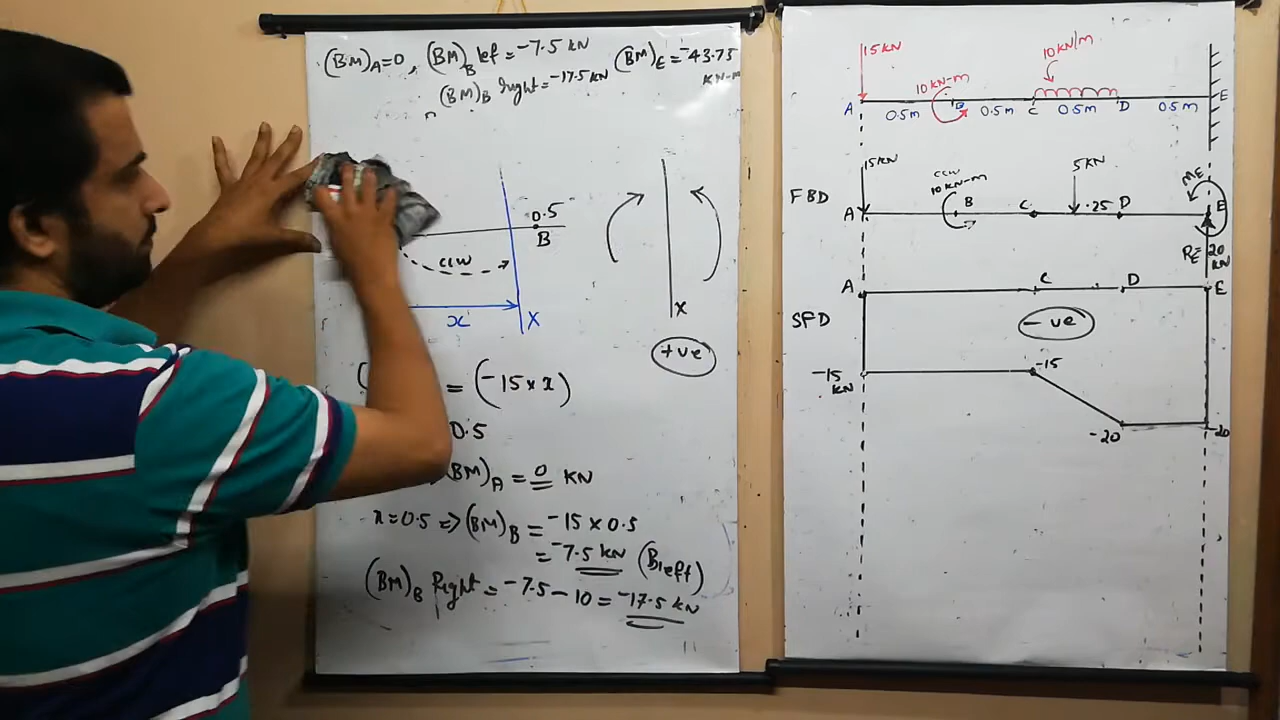 (BM)A=0, (BM)B lef = -7.5 KN (BM)E = -43.75 KN-m
(BM)B Right = -17.5 KN
0.5
B
CCW
x X
X
+ve
= (-15 × x)
0.5
BM)A = 0 KN
x=0.5 => (BM)B = -15 × 0.5
= -7.5 KN (Bleft)
(BM)B Right = -7.5 - 10 = -17.5 KN
15KN 10KN/m
10KN-m
A B C D E
0.5m 0.5m 0.5m 0.5m
15KN CCW 5KN ME
10KN-m
FBD A B C .25 D E
RE= 20 KN
A C D E
SFD - ve
-15 KN -15
-20 -20